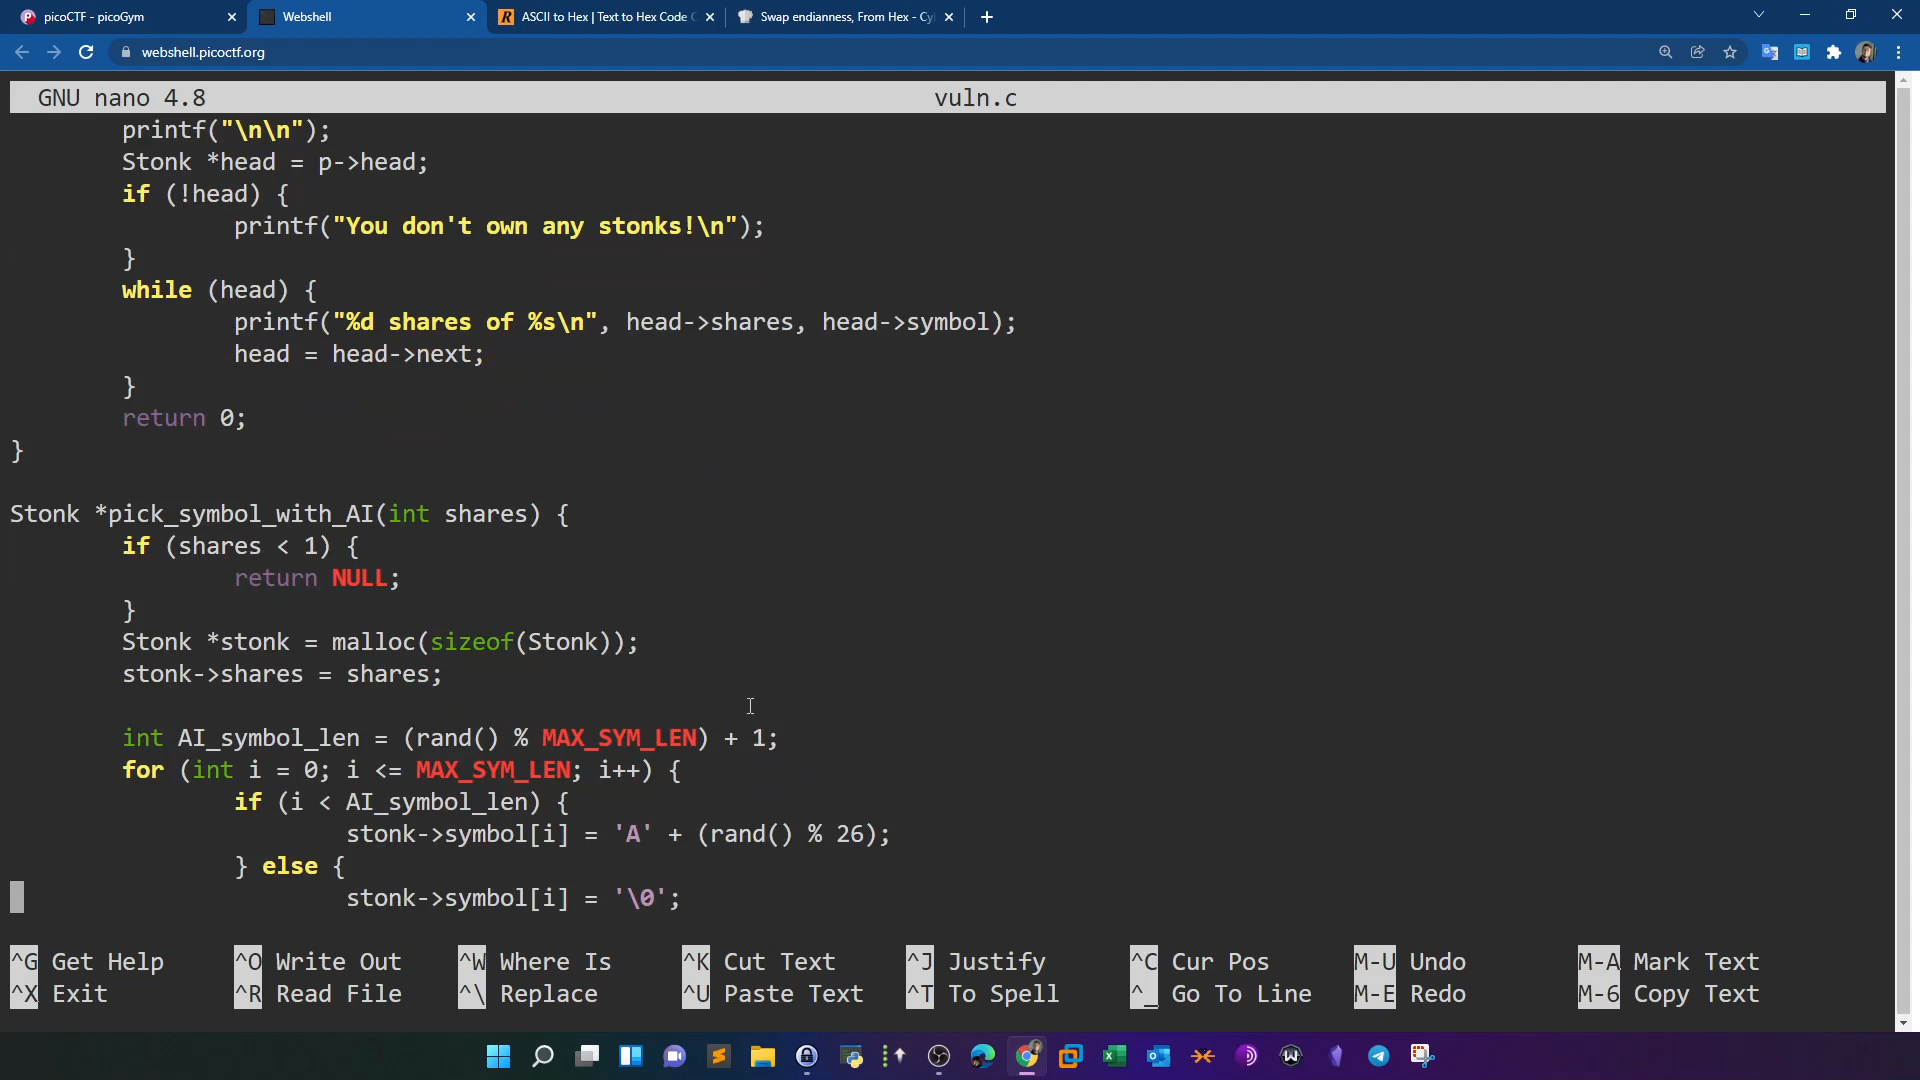 picoCTF - picoGym
Webshell
ASCII to Hex | Text to Hex Code C
Swap endianness, From Hex - Cy
webshell.picoctf.org
GNU nano 4.8 vuln.c
printf("\n\n");
Stonk *head = p->head;
if (!head) {
printf("You don't own any stonks!\n");
}
while (head) {
printf("%d shares of %s\n", head->shares, head->symbol);
head = head->next;
}
return 0;
}
Stonk *pick_symbol_with_AI(int shares) {
if (shares < 1) {
return NULL;
}
Stonk *stonk = malloc(sizeof(Stonk));
stonk->shares = shares;
int AI_symbol_len = (rand() % MAX_SYM_LEN) + 1;
for (int i = 0; i <= MAX_SYM_LEN; i++) {
if (i < AI_symbol_len) {
stonk->symbol[i] = 'A' + (rand() % 26);
} else {
stonk->symbol[i] = '\0';
^G Get Help ^O Write Out ^W Where Is ^K Cut Text ^J Justify ^C Cur Pos M-U Undo M-A Mark Text
^X Exit ^R Read File ^\ Replace ^U Paste Text ^T To Spell ^_ Go To Line M-E Redo M-6 Copy Text